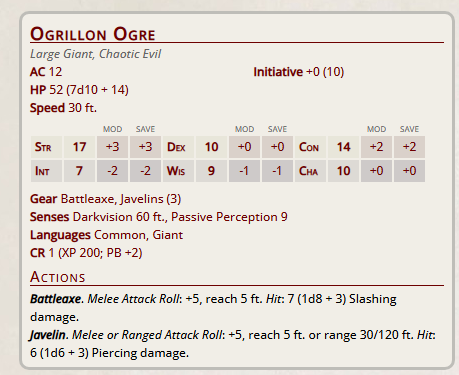 Ogrillon Ogre
Large Giant, Chaotic Evil
AC 12 Initiative +0 (10)
HP 52 (7d10 + 14)
Speed 30 ft.
MOD SAVE MOD SAVE MOD SAVE
Str 17 +3 +3 Dex 10 +0 +0 Con 14 +2 +2
Int 7 -2 -2 Wis 9 -1 -1 Cha 10 +0 +0
Gear Battleaxe, Javelins (3)
Senses Darkvision 60 ft., Passive Perception 9
Languages Common, Giant
CR 1 (XP 200; PB +2)
Actions
Battleaxe. Melee Attack Roll: +5, reach 5 ft. Hit: 7 (1d8 + 3) Slashing
damage.
Javelin. Melee or Ranged Attack Roll: +5, reach 5 ft. or range 30/120 ft. Hit:
6 (1d6 + 3) Piercing damage.